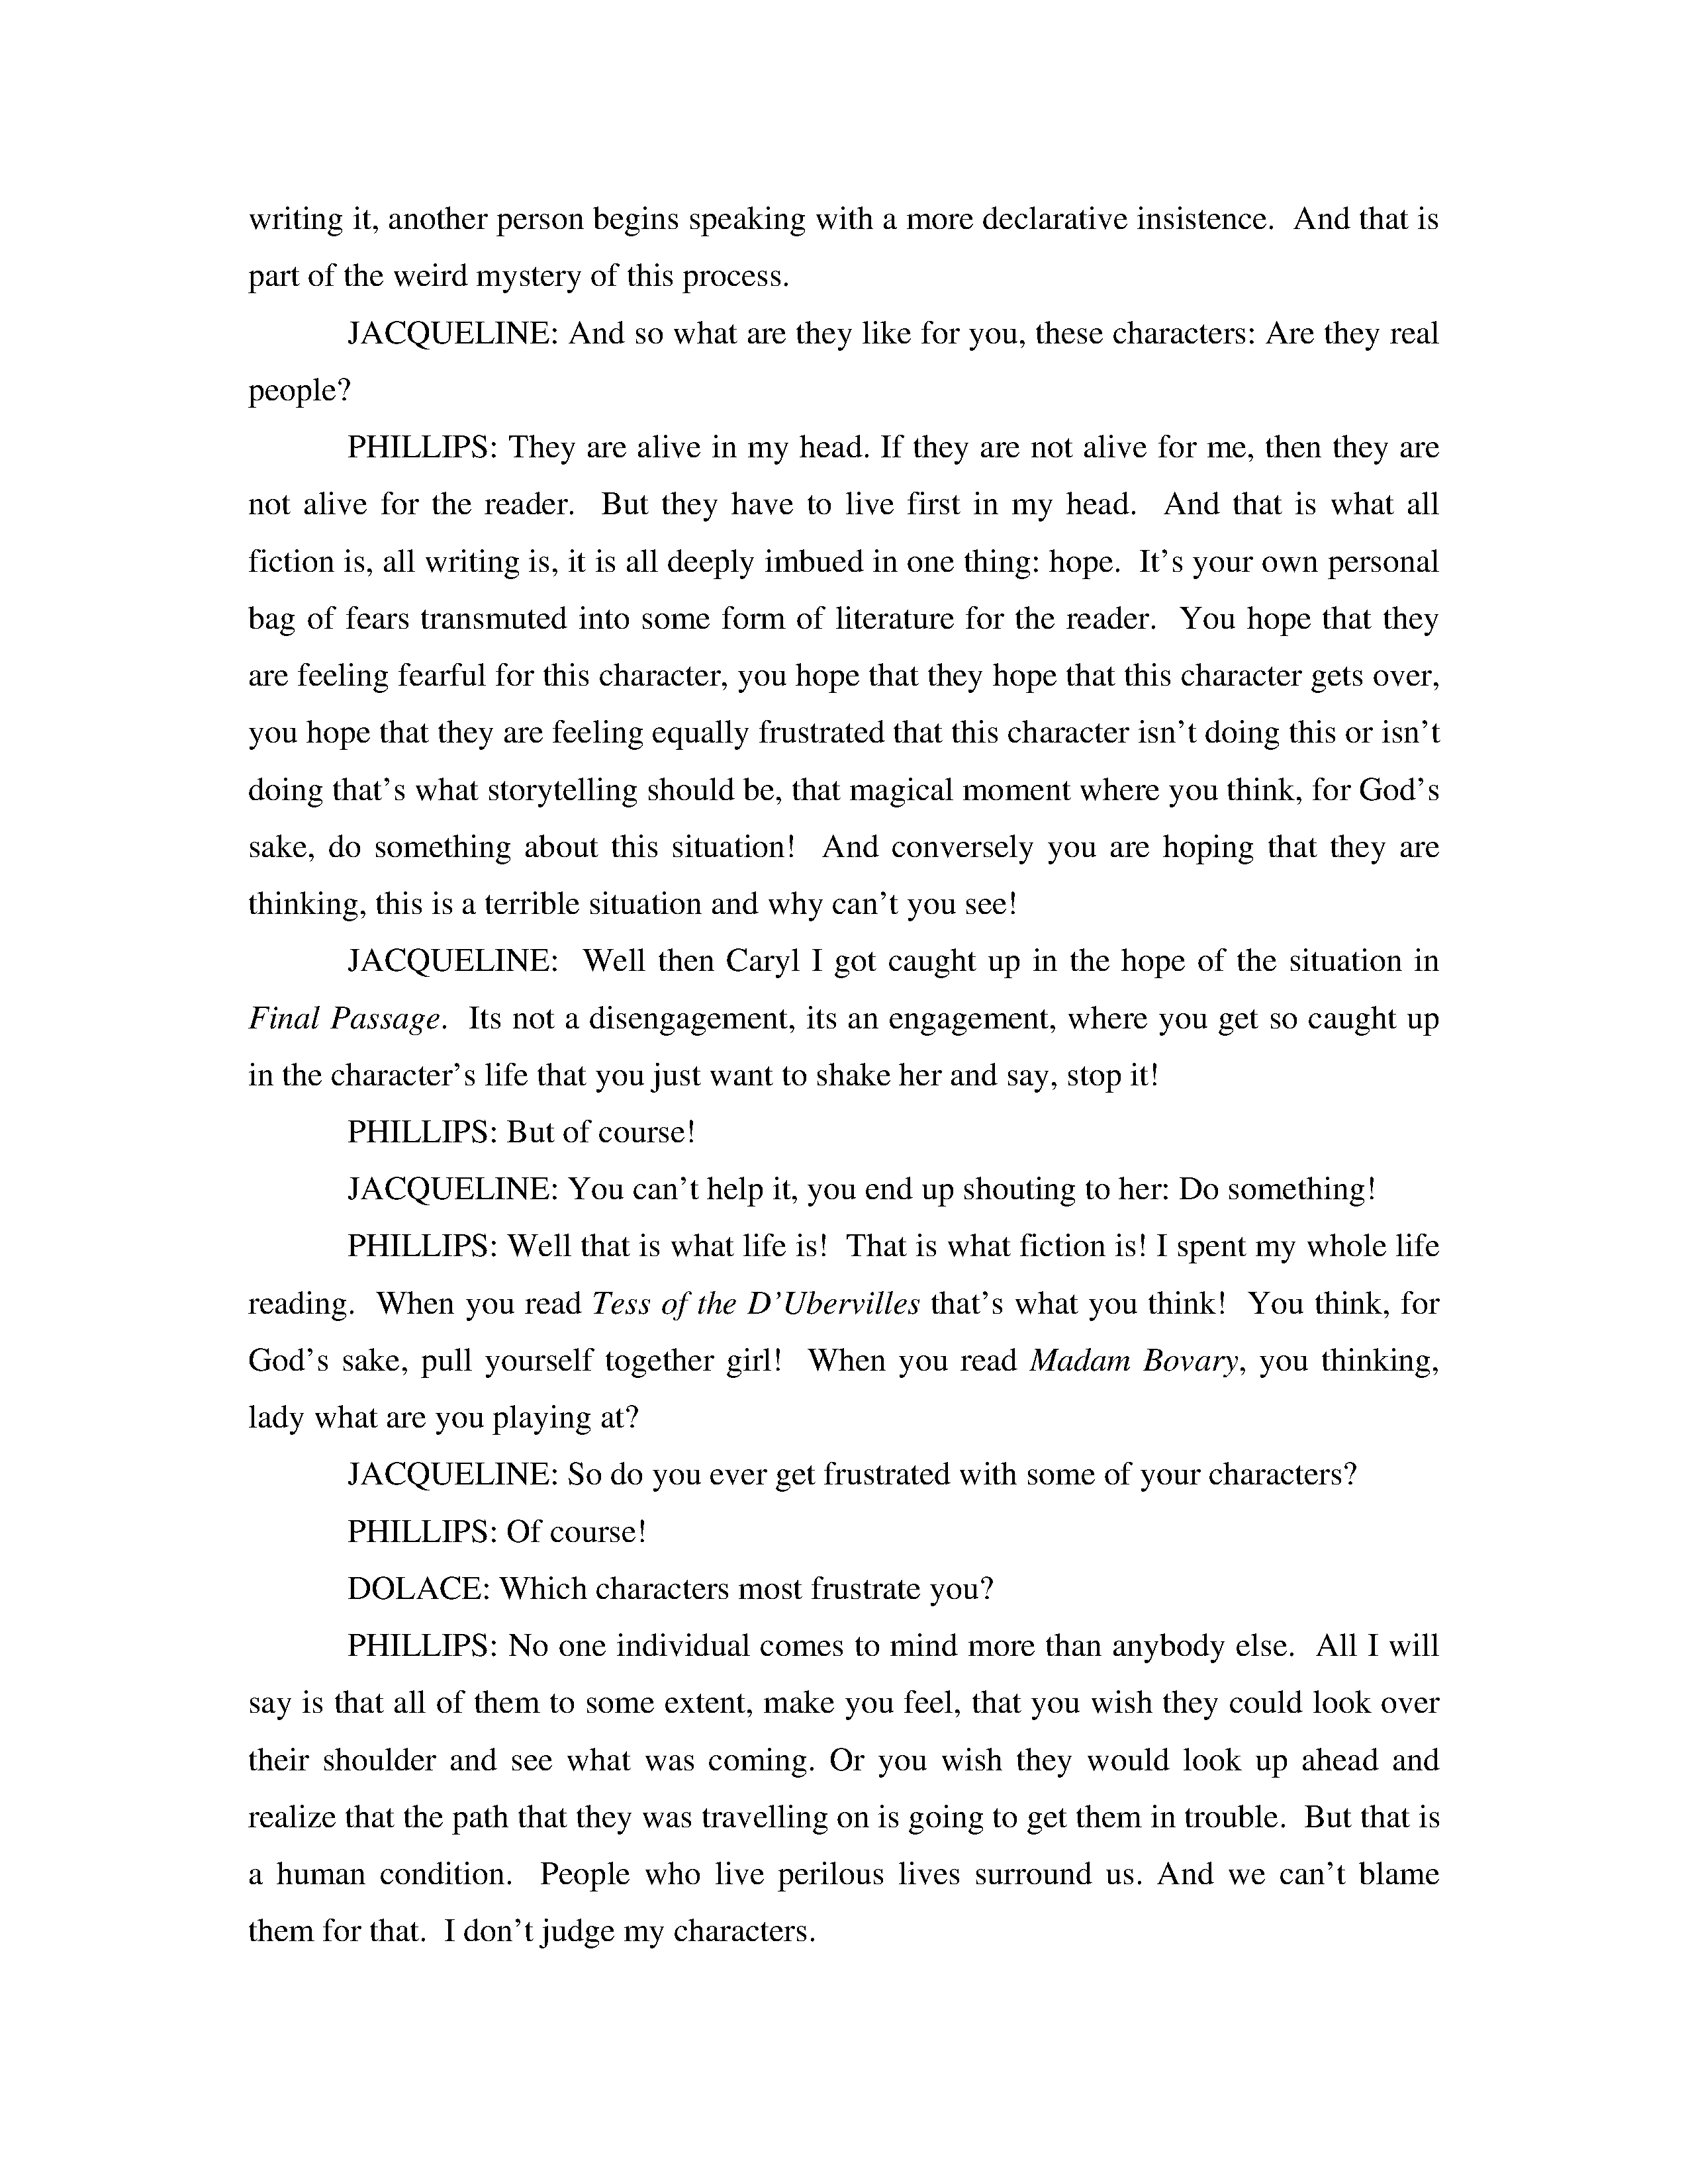 writing it, another person begins speaking with a more declarative insistence.  And that is
part of the weird mystery of this process.
JACQUELINE: And so what are they like for you, these characters: Are they real
people?
PHILLIPS: They are alive in my head. If they are not alive for me, then they are
not alive for the reader.  But they have to live first in my head.  And that is what all
fiction is, all writing is, it is all deeply imbued in one thing: hope.  It’s your own personal
bag of fears transmuted into some form of literature for the reader.  You hope that they
are feeling fearful for this character, you hope that they hope that this character gets over,
you hope that they are feeling equally frustrated that this character isn’t doing this or isn’t
doing that’s what storytelling should be, that magical moment where you think, for God’s
sake, do something about this situation!  And conversely you are hoping that they are
thinking, this is a terrible situation and why can’t you see!
JACQUELINE:  Well then Caryl I got caught up in the hope of the situation in
Final Passage.  Its not a disengagement, its an engagement, where you get so caught up
in the character’s life that you just want to shake her and say, stop it!
PHILLIPS: But of course!
JACQUELINE: You can’t help it, you end up shouting to her: Do something!
PHILLIPS: Well that is what life is!  That is what fiction is! I spent my whole life
reading.  When you read Tess of the D’Ubervilles that’s what you think!  You think, for
God’s sake, pull yourself together girl!  When you read Madam Bovary, you thinking,
lady what are you playing at?
JACQUELINE: So do you ever get frustrated with some of your characters?
PHILLIPS: Of course!
DOLACE: Which characters most frustrate you?
PHILLIPS: No one individual comes to mind more than anybody else.  All I will
say is that all of them to some extent, make you feel, that you wish they could look over
their shoulder and see what was coming. Or you wish they would look up ahead and
realize that the path that they was travelling on is going to get them in trouble.  But that is
a human condition.  People who live perilous lives surround us. And we can’t blame
them for that.  I don’t judge my characters.